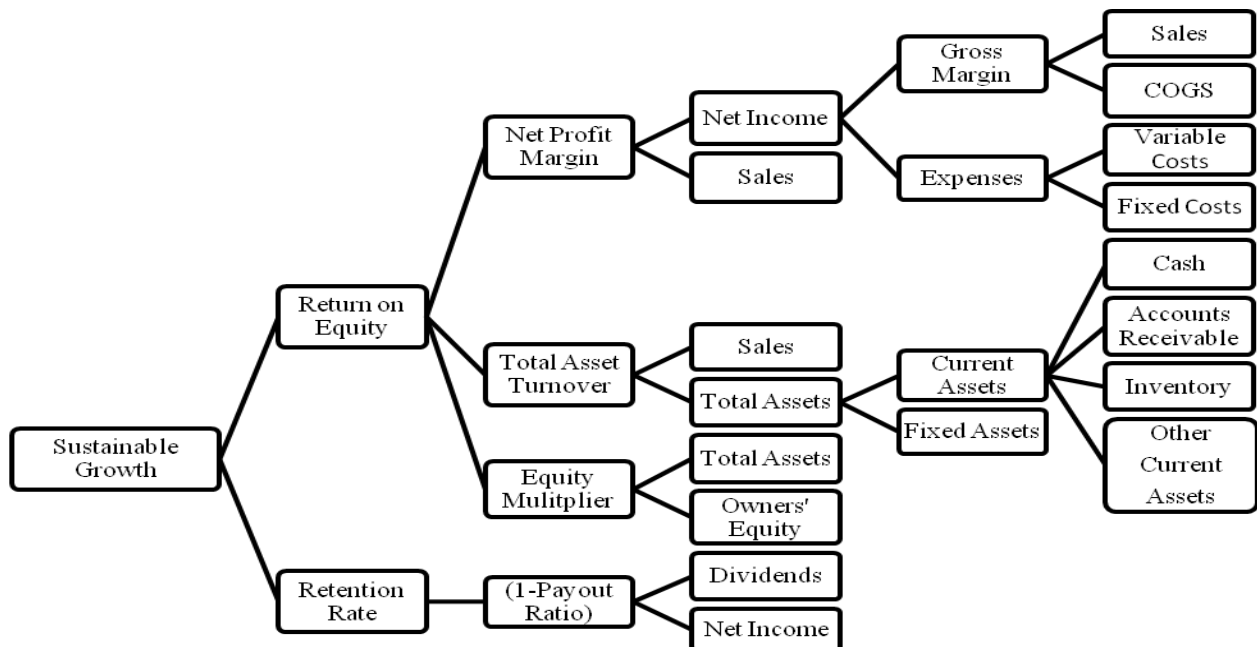 Sustainable
Growth
Return on
Equity
Retention
Rate
Net Profit
Margin
Total Asset
Turnover
Equity
Mulitplier
(1-Payout
Ratio)
Net Income
Sales
Sales
Total Assets
Total Assets
Owners'
Equity
Dividends
Net Income
Gross
Margin
Expenses
Current
Assets
Fixed Assets
Sales
COGS
Variable
Costs
Fixed Costs
Cash
Accounts
Receivable
Inventory
Other
Current
Assets